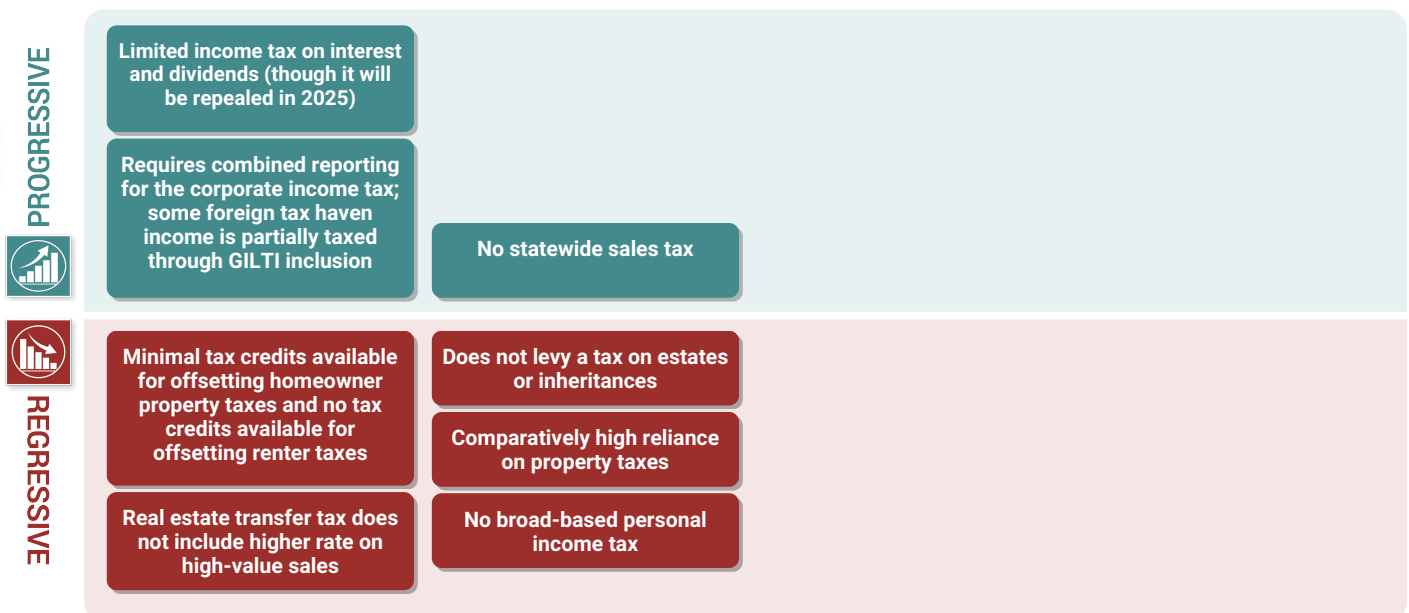 PROGRESSIVE
Limited income tax on interest
and dividends (though it will
be repealed in 2025)
Requires combined reporting
for the corporate income tax;
some foreign tax haven
income is partially taxed
through GILTI inclusion
No statewide sales tax
REGRESSIVE
Minimal tax credits available
for offsetting homeowner
property taxes and no tax
credits available for
offsetting renter taxes
Real estate transfer tax does
not include higher rate on
high-value sales
Does not levy a tax on estates
or inheritances
Comparatively high reliance
on property taxes
No broad-based personal
income tax